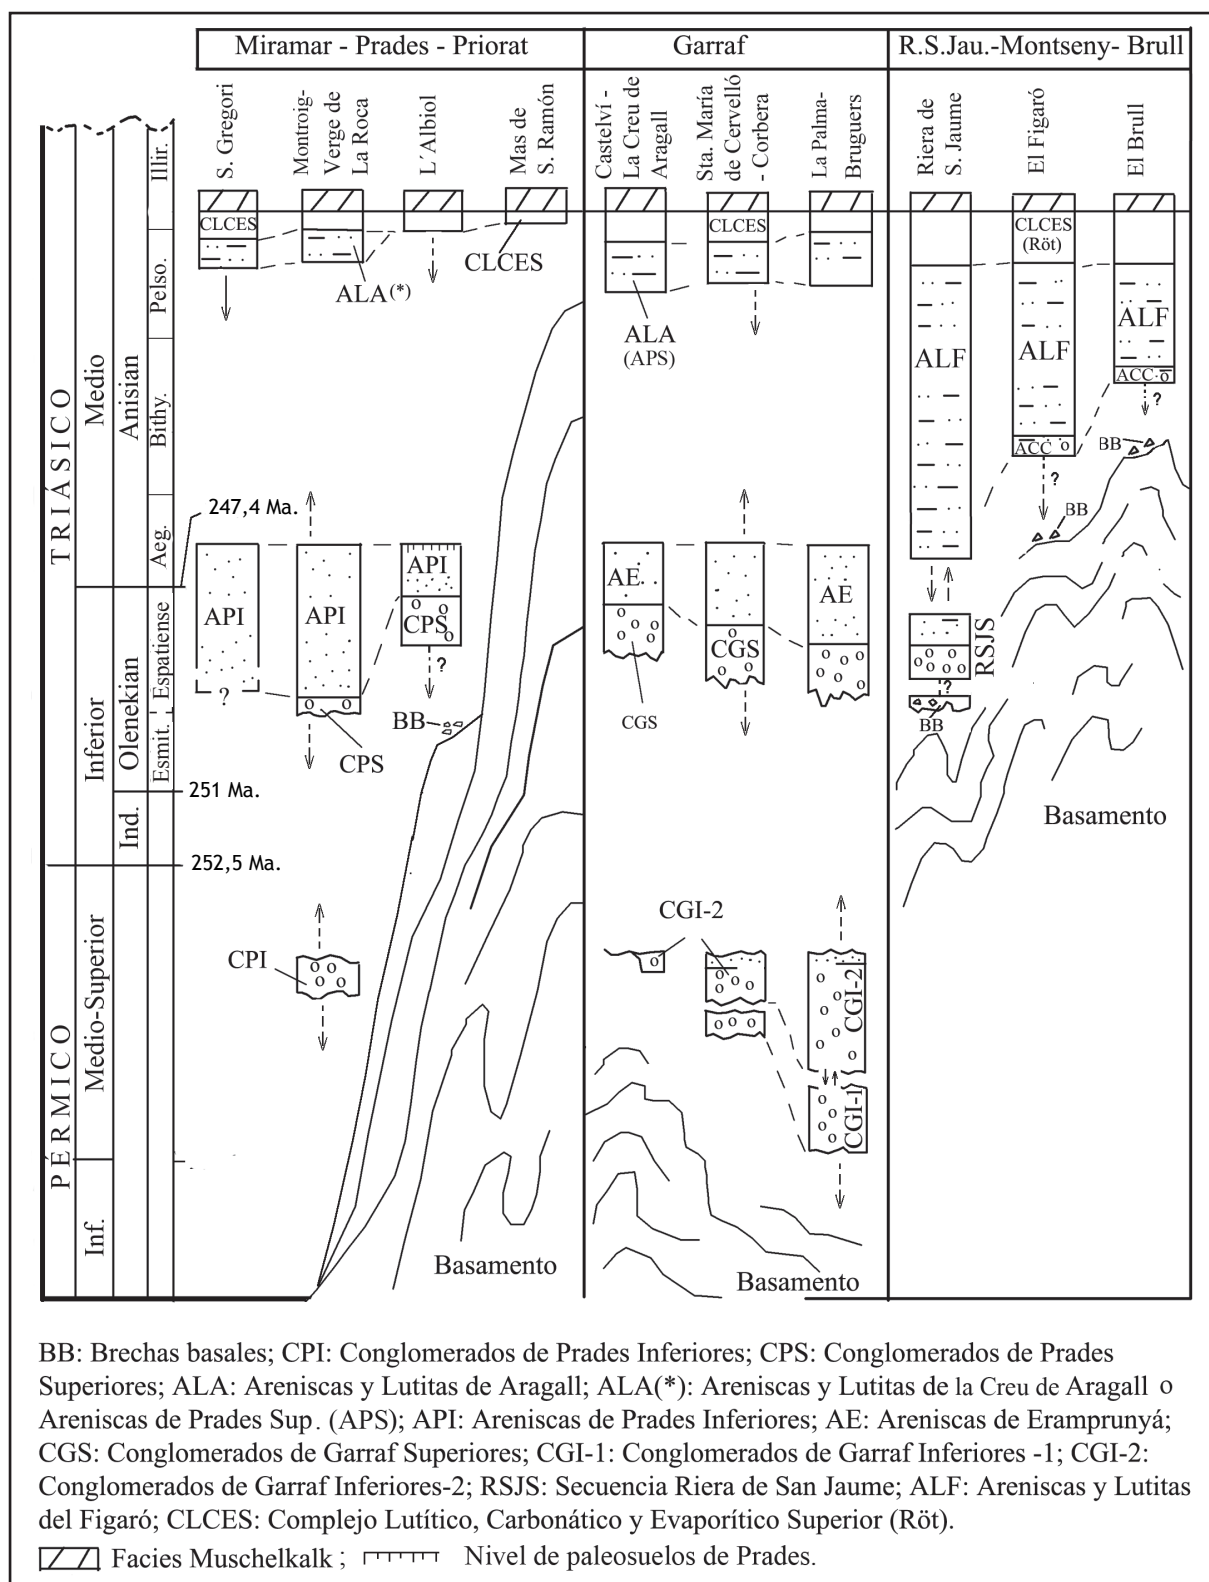 Miramar - Prades - Priorat
Garraf
R.S.Jau.-Montseny- Brull
S. Gregori
Montroig-
Verge de
La Roca
L´Albiol
Mas de
S. Ramón
Castelví -
La Creu de
Aragall
Sta. María
de Cervelló
- Corbera
La Palma-
Bruguers
Riera de
S. Jaume
El Figaró
El Brull
TRIÁSICO
Medio
Inferior
Anisian
Olenekian
Ind.
Illir.
Pelso.
Bithy.
Aeg.
Espatiense
Esmit.
PÉRMICO
Medio-Superior
Inf.
247,4 Ma.
251 Ma.
252,5 Ma.
CLCES
ALA(*)
CLCES
API
?
API
CPS
API
CPS
?
BB
CPI
Basamento
CLCES
ALA
(APS)
AE
CGS
CGS
AE
CGI-2
CGI-2
CGI-1
Basamento
CLCES
(Röt)
ALF
ALF
ALF
ACC
ACC
?
?
BB
BB
RSJS
?
BB
Basamento
BB: Brechas basales; CPI: Conglomerados de Prades Inferiores; CPS: Conglomerados de Prades
Superiores; ALA: Areniscas y Lutitas de Aragall; ALA(*): Areniscas y Lutitas de la Creu de Aragall o
Areniscas de Prades Sup. (APS); API: Areniscas de Prades Inferiores; AE: Areniscas de Eramprunyá;
CGS: Conglomerados de Garraf Superiores; CGI-1: Conglomerados de Garraf Inferiores -1; CGI-2:
Conglomerados de Garraf Inferiores-2; RSJS: Secuencia Riera de San Jaume; ALF: Areniscas y Lutitas
del Figaró; CLCES: Complejo Lutítico, Carbonático y Evaporítico Superior (Röt).
Facies Muschelkalk ; Nivel de paleosuelos de Prades.